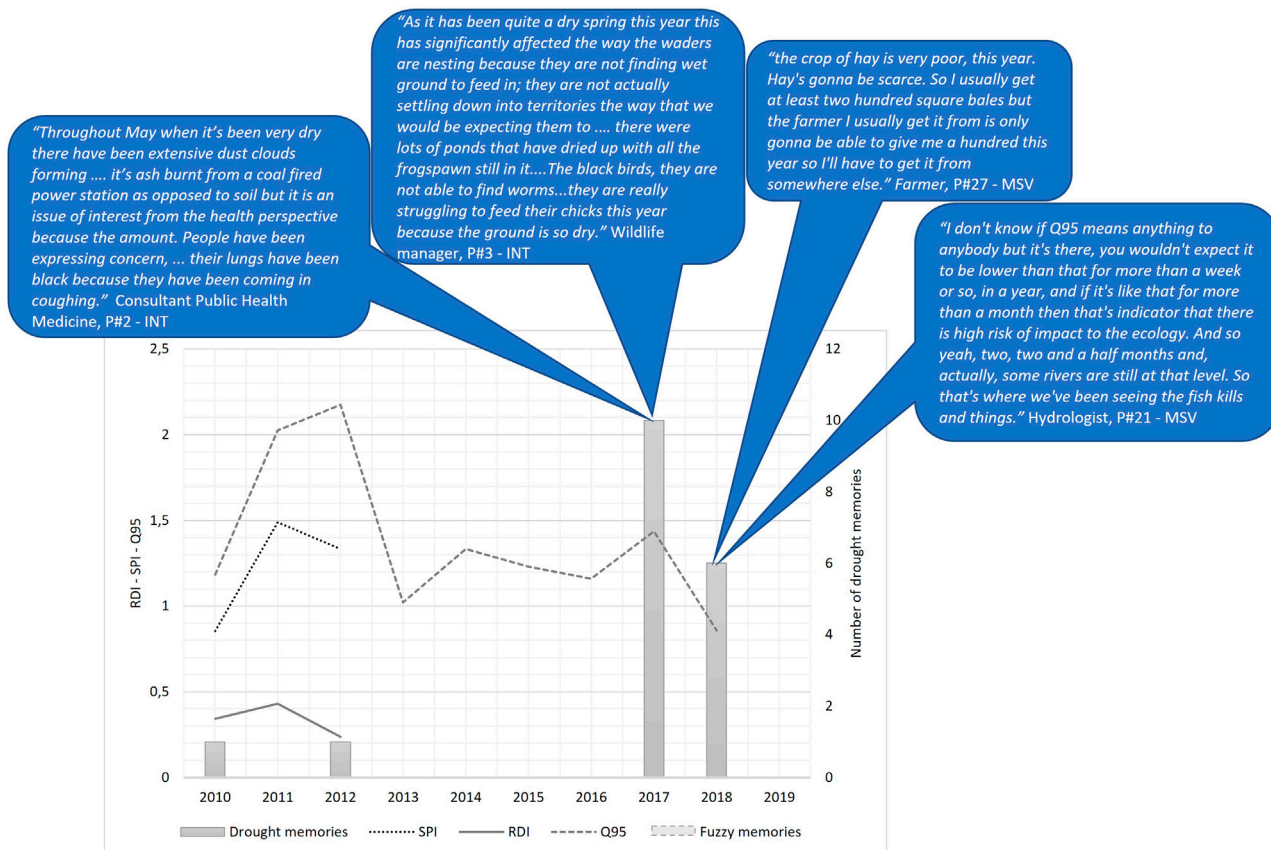 “Throughout May when it’s been very dry
there have been extensive dust clouds
forming .... it’s ash burnt from a coal fired
power station as opposed to soil but it is an
issue of interest from the health perspective
because the amount. People have been
expressing concern, ... their lungs have been
black because they have been coming in
coughing.” Consultant Public Health
Medicine, P#2 - INT
“As it has been quite a dry spring this year this
has significantly affected the way the waders
are nesting because they are not finding wet
ground to feed in; they are not actually
settling down into territories the way that we
would be expecting them to .... there were
lots of ponds that have dried up with all the
frogspawn still in it....The black birds, they are
not able to find worms...they are really
struggling to feed their chicks this year
because the ground is so dry.” Wildlife
manager, P#3 - INT
“the crop of hay is very poor, this year.
Hay's gonna be scarce. So I usually get
at least two hundred square bales but
the farmer I usually get it from is only
gonna be able to give me a hundred this
year so I'll have to get it from
somewhere else.” Farmer, P#27 - MSV
“I don't know if Q95 means anything to
anybody but it's there, you wouldn't expect it
to be lower than that for more than a week
or so, in a year, and if it's like that for more
than a month then that's indicator that there
is high risk of impact to the ecology. And so
yeah, two, two and a half months and,
actually, some rivers are still at that level. So
that's where we've been seeing the fish kills
and things.” Hydrologist, P#21 - MSV
RDI - SPI - Q95
2,5
2
1,5
1
0,5
0
12
10
8
6
4
2
0
Number of drought memories
2010 2011 2012 2013 2014 2015 2016 2017 2018 2019
Drought memories SPI RDI Q95 Fuzzy memories